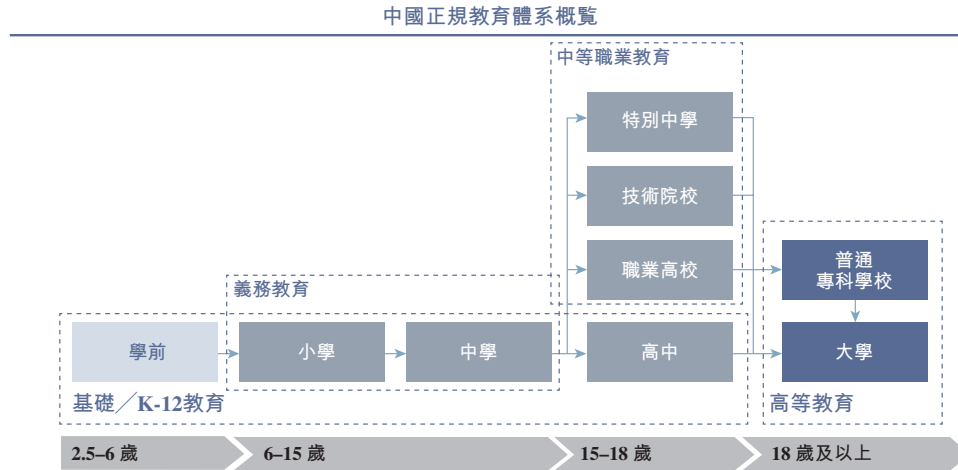 中國正規教育體系概覽
中等職業教育
特別中學
技術院校
職業高校
普通
專科學校
義務教育
學前
小學
中學
高中
大學
基礎／K-12教育
高等教育
2.5–6 歲
6–15 歲
15–18 歲
18 歲及以上